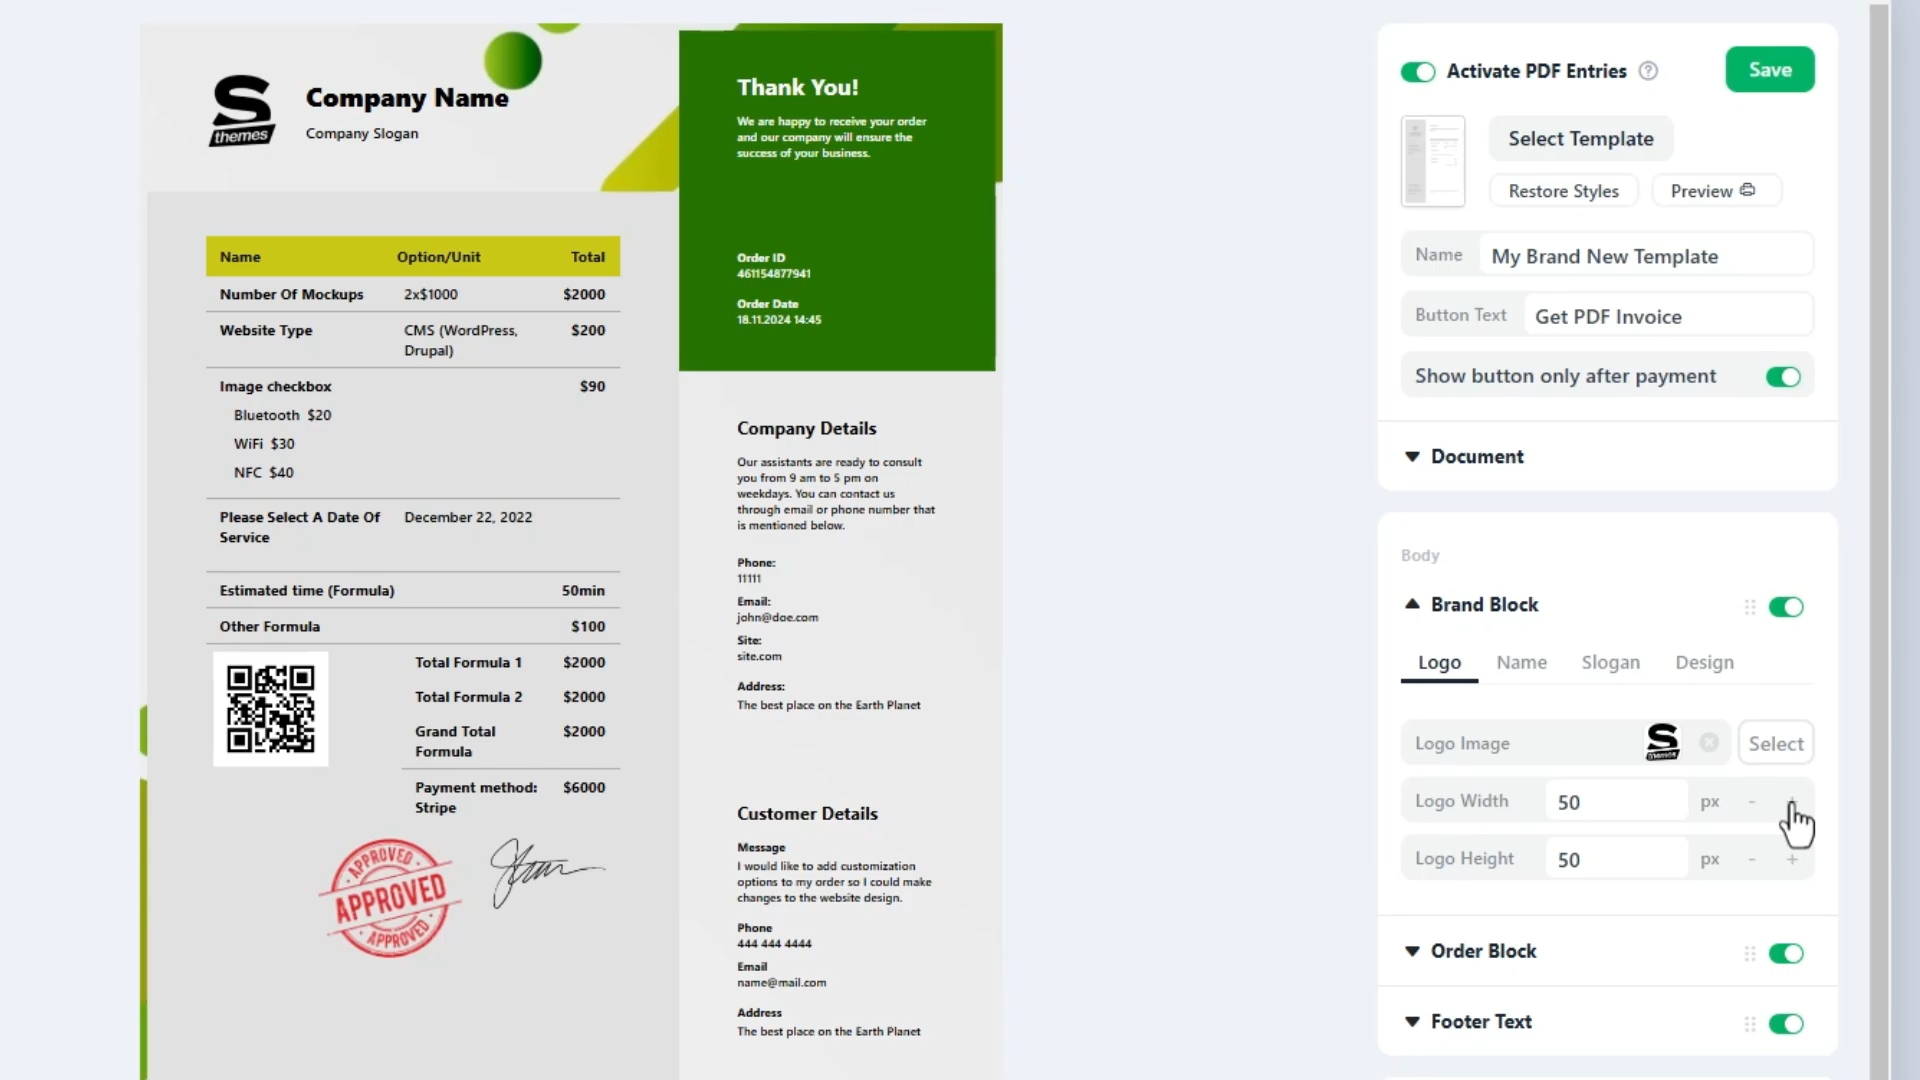 S
themes
Company Name
Company Slogan
Thank You!
We are happy to receive your order
and our company will ensure the
success of your business.
Order ID
461154877941
Order Date
18.11.2024 14:45
Name Option/Unit Total
Number Of Mockups 2x$1000 $2000
Website Type CMS (WordPress, $200
Drupal)
Image checkbox $90
Bluetooth $20
WiFi $30
NFC $40
Please Select A Date Of December 22, 2022
Service
Estimated time (Formula) 50min
Other Formula $100
Total Formula 1 $2000
Total Formula 2 $2000
Grand Total $2000
Formula
Payment method: $6000
Stripe
APPROVED
APPROVED
APPROVED
Company Details
Our assistants are ready to consult
you from 9 am to 5 pm on
weekdays. You can contact us
through email or phone number that
is mentioned below.
Phone:
11111
Email:
john@doe.com
Site:
site.com
Address:
The best place on the Earth Planet
Customer Details
Message
I would like to add customization
options to my order so I could make
changes to the website design.
Phone
444 444 4444
Email
name@mail.com
Address
The best place on the Earth Planet
Activate PDF Entries ?
Save
Select Template
Restore Styles Preview
Name My Brand New Template
Button Text Get PDF Invoice
Show button only after payment
Document
Body
Brand Block
Logo Name Slogan Design
Logo Image S themes Select
Logo Width 50 px - +
Logo Height 50 px - +
Order Block
Footer Text